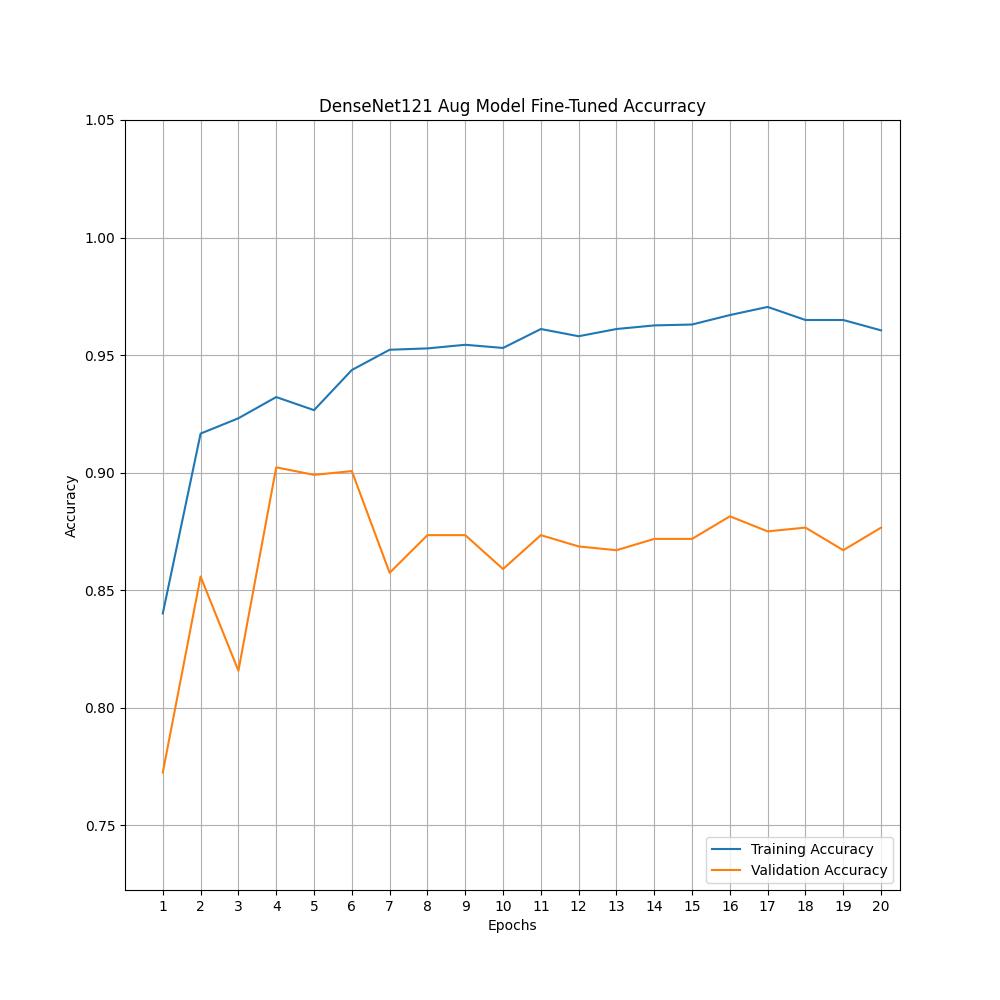 DenseNet121 Aug Model Fine-Tuned Accurracy
1.05
1.00
0.95
0.90
0.85
0.80
0.75
Accuracy
Training Accuracy
Validation Accuracy
1 2 3 4 5 6 7 8 9 10 11 12 13 14 15 16 17 18 19 20
Epochs